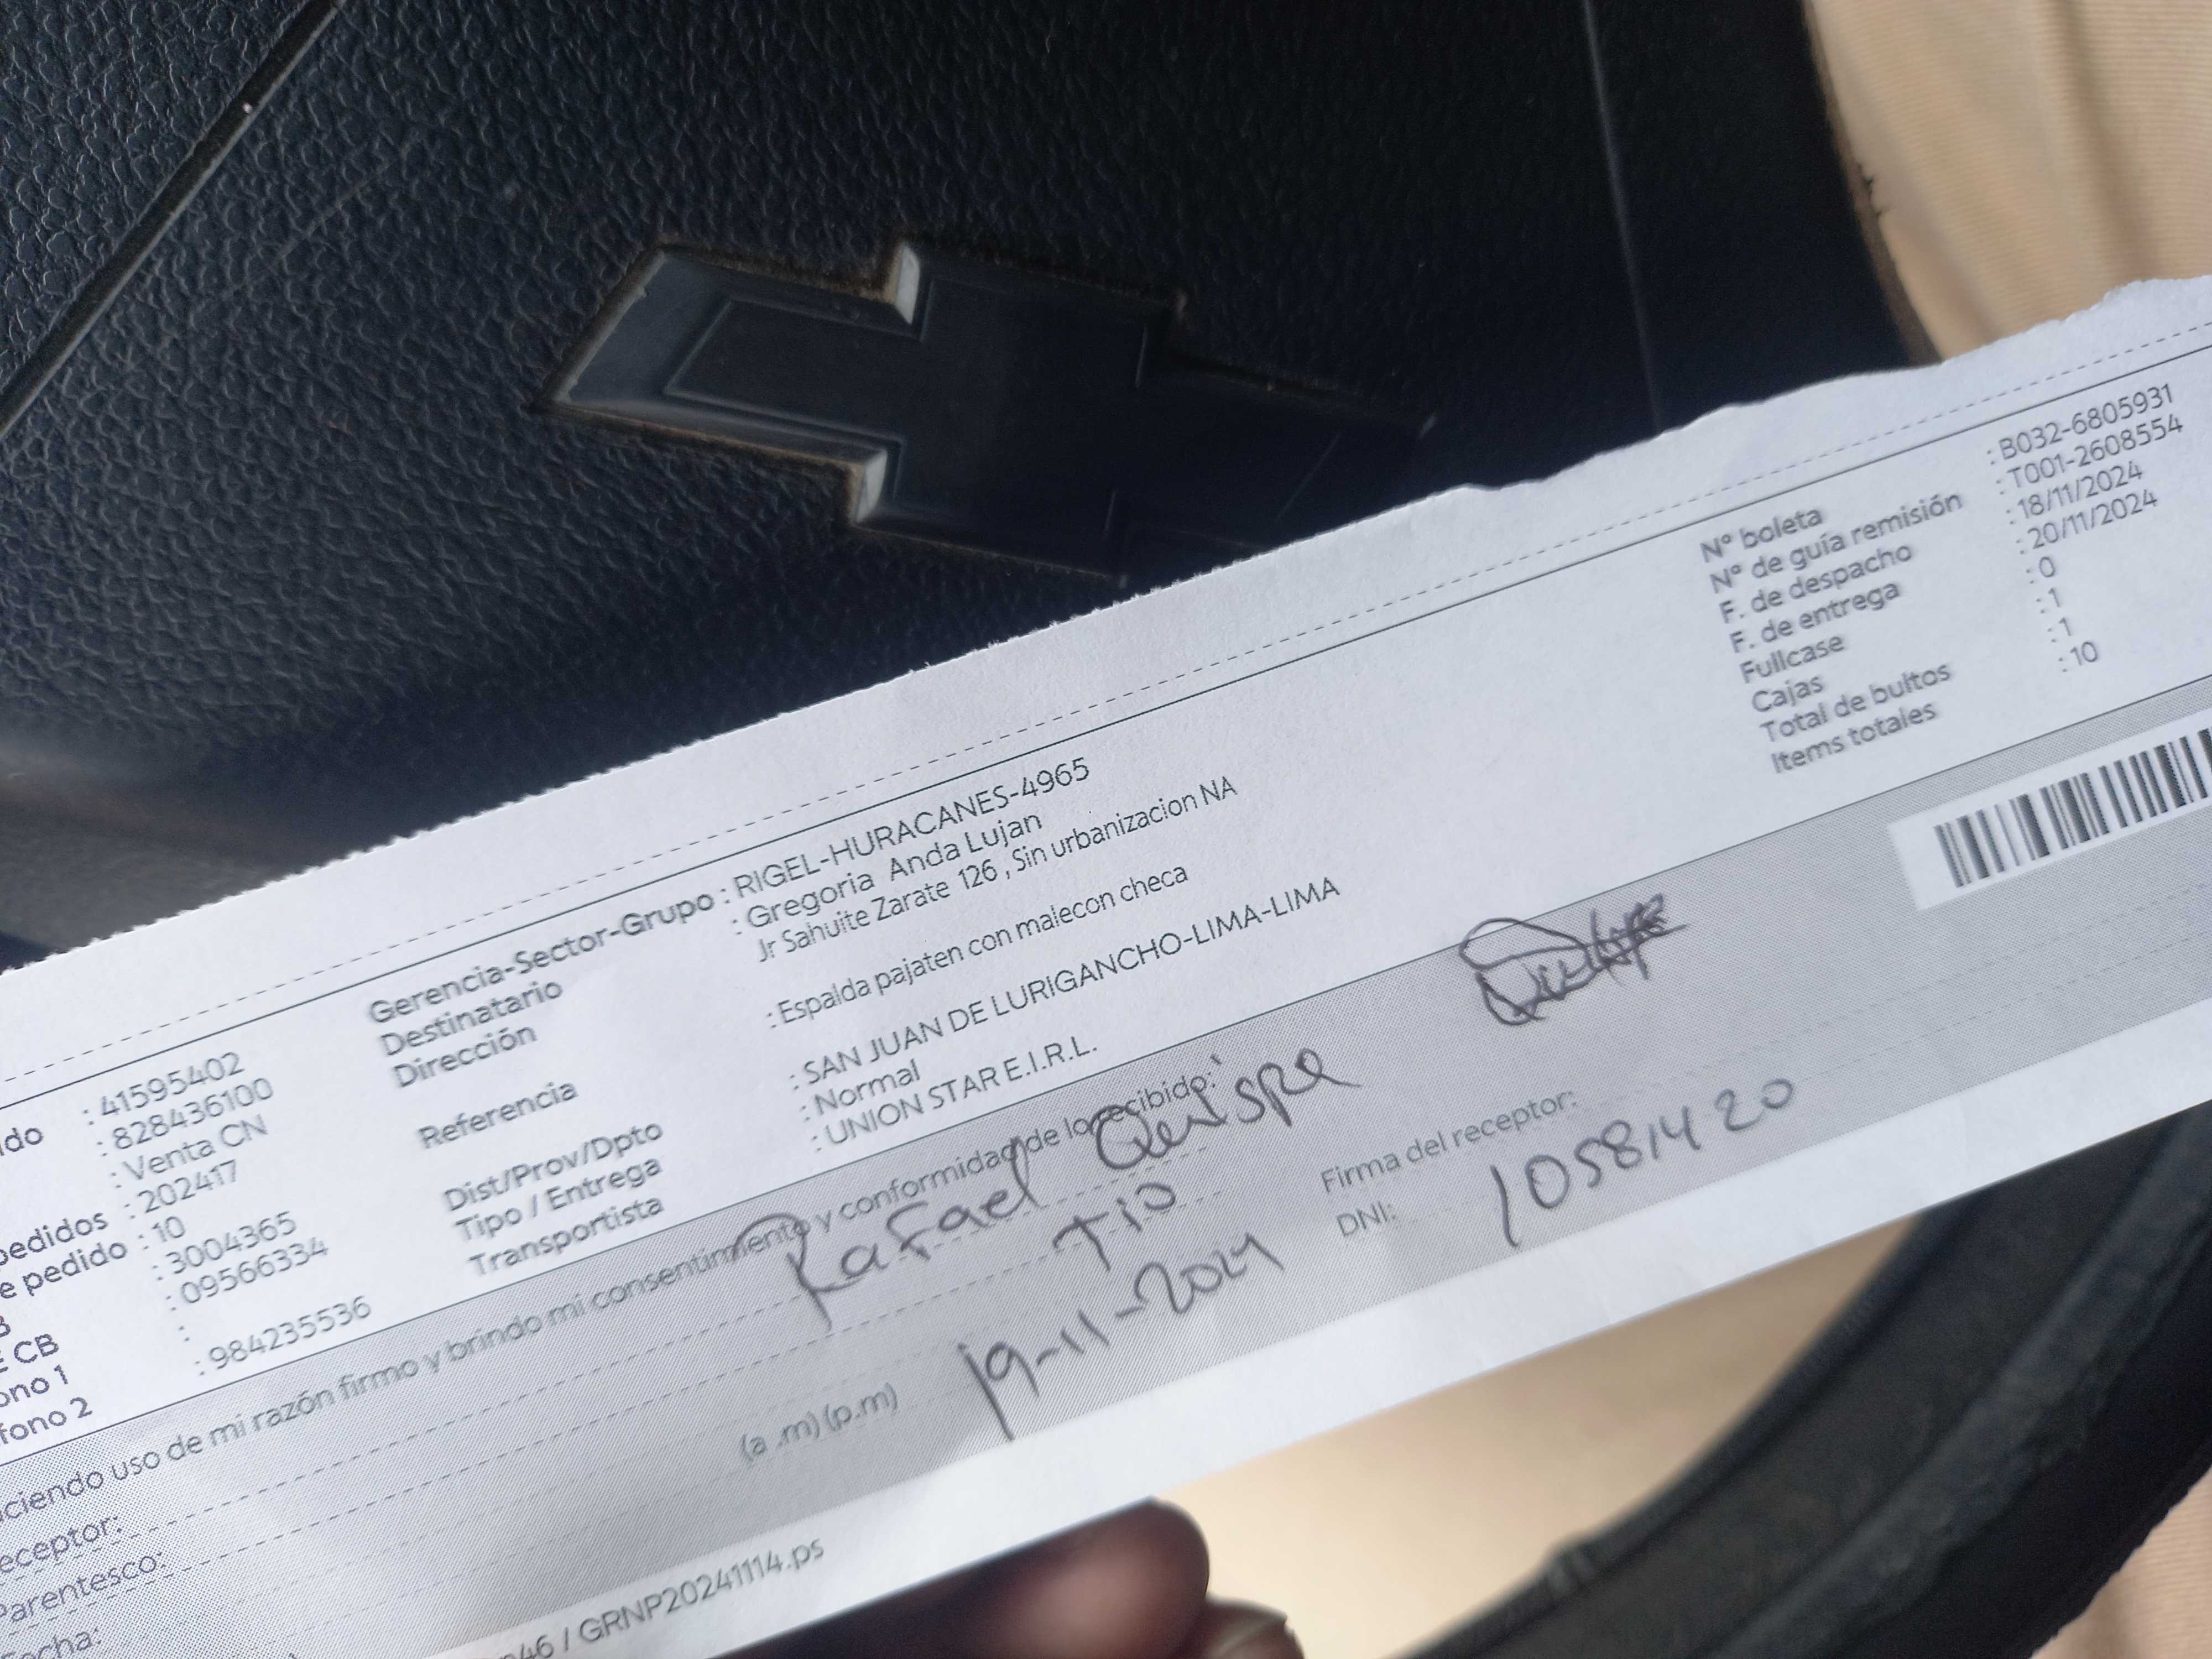 : 41595402
: 828436100
: Venta CN
: 202417
pedido : 10
: 3004365
CB : 09566334
ono 1 :
fono 2 : 984235536
Gerencia-Sector-Grupo : RIGEL-HURACANES-4965
Destinatario : Gregoria Anda Lujan
Dirección Jr Sahuite Zarate 126 , Sin urbanizacion NA
Referencia : Espalda pajaten con malecon checa
Dist/Prov/Dpto : SAN JUAN DE LURIGANCHO-LIMA-LIMA
Tipo / Entrega : Normal
Transportista : UNION STAR E.I.R.L.
N° boleta : B032-6805931
N° de guía remisión : T001-2608554
F. de despacho : 18/11/2024
F. de entrega : 20/11/2024
Fullcase : 0
Cajas : 1
Total de bultos : 1
Items totales : 10
ciendo uso de mi razón firmo y brindo mi consentimiento y conformidad de lo recibido:
eceptor: Rafael Quispe
Parentesco: Tio
echa: 19-11-2024
(a .m) (p.m)
Firma del receptor:
DNI: 10581420
46 / GRNP20241114.ps